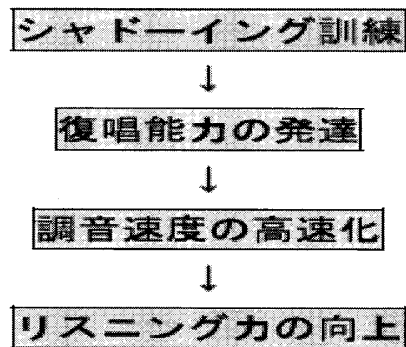 シャドーイング訓練
↓
復唱能力の発達
↓
調音速度の高速化
↓
リスニング力の向上